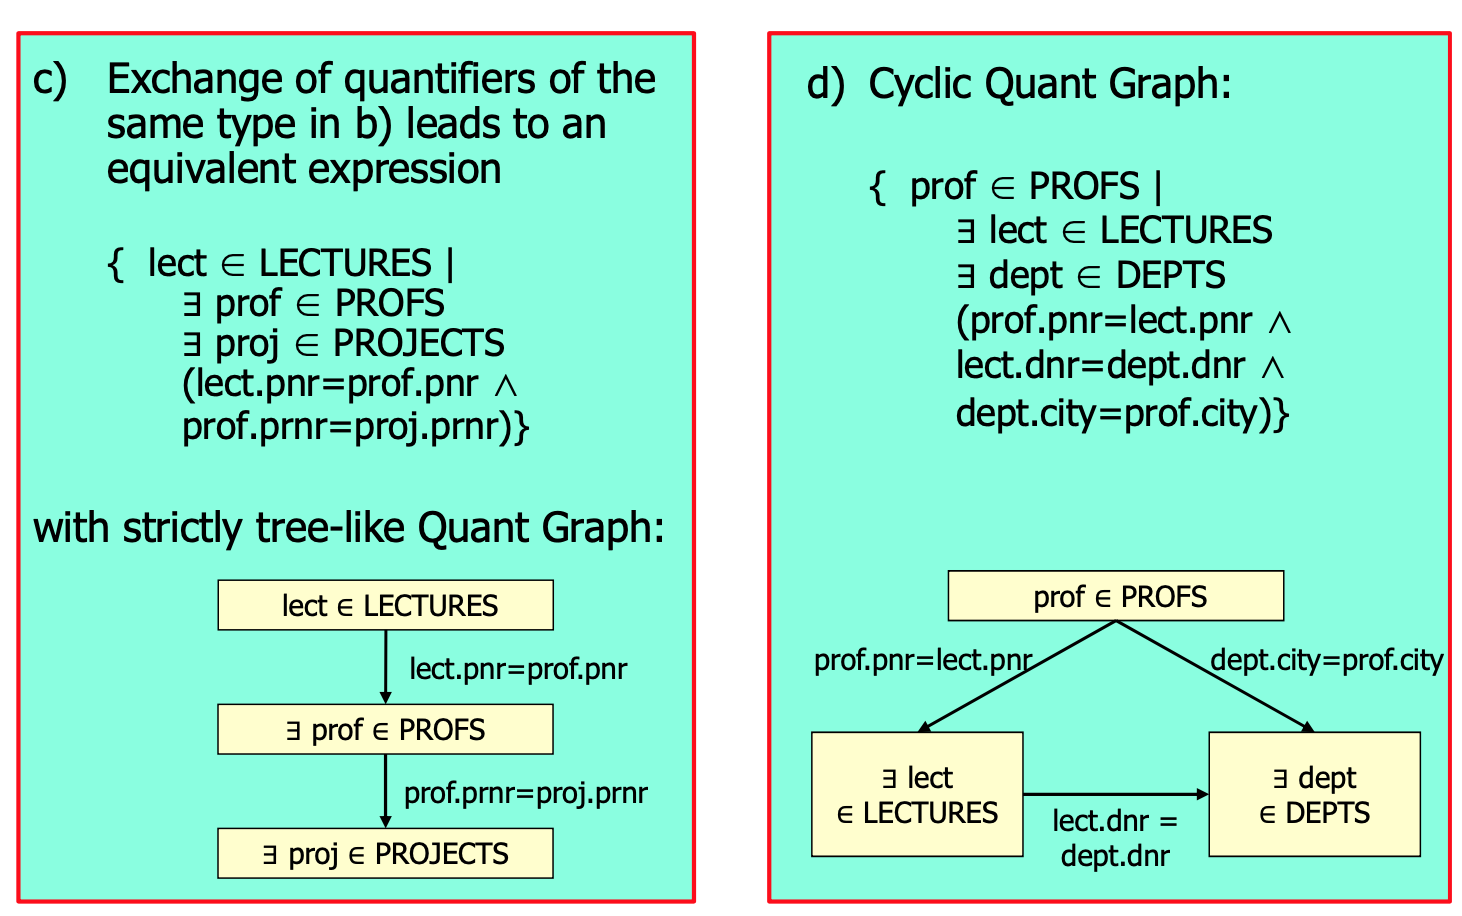 c) Exchange of quantifiers of the
same type in b) leads to an
equivalent expression
{ lect ∈ LECTURES |
∃ prof ∈ PROFS
∃ proj ∈ PROJECTS
(lect.pnr=prof.pnr ∧
prof.prnr=proj.prnr)}
with strictly tree-like Quant Graph:
lect ∈ LECTURES
lect.pnr=prof.pnr
∃ prof ∈ PROFS
prof.prnr=proj.prnr
∃ proj ∈ PROJECTS
d) Cyclic Quant Graph:
{ prof ∈ PROFS |
∃ lect ∈ LECTURES
∃ dept ∈ DEPTS
(prof.pnr=lect.pnr ∧
lect.dnr=dept.dnr ∧
dept.city=prof.city)}
prof ∈ PROFS
prof.pnr=lect.pnr
dept.city=prof.city
∃ lect
∈ LECTURES
lect.dnr =
dept.dnr
∃ dept
∈ DEPTS